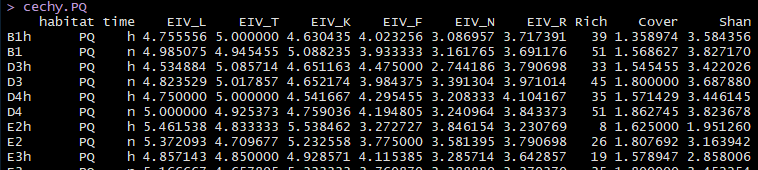 > cechy.PQ
habitat time EIV_L EIV_T EIV_K EIV_F EIV_N EIV_R Rich Cover Shan
B1h PQ h 4.755556 5.000000 4.630435 4.023256 3.086957 3.717391 39 1.358974 3.584356
B1 PQ n 4.985075 4.945455 5.088235 3.933333 3.161765 3.691176 51 1.568627 3.827170
D3h PQ h 4.534884 5.085714 4.651163 4.475000 2.744186 3.790698 33 1.545455 3.422026
D3 PQ n 4.823529 5.017857 4.652174 3.984375 3.391304 3.971014 45 1.800000 3.687880
D4h PQ h 4.750000 5.000000 4.541667 4.295455 3.208333 4.104167 35 1.571429 3.446145
D4 PQ n 5.000000 4.925373 4.759036 4.194805 3.240964 3.843373 51 1.862745 3.823678
E2h PQ h 5.461538 4.833333 5.538462 3.272727 3.846154 3.230769 8 1.625000 1.951260
E2 PQ n 5.372093 4.709677 5.232558 3.775000 3.581395 3.790698 26 1.807692 3.163942
E3h PQ h 4.857143 4.850000 4.928571 4.115385 3.285714 3.642857 19 1.578947 2.858006